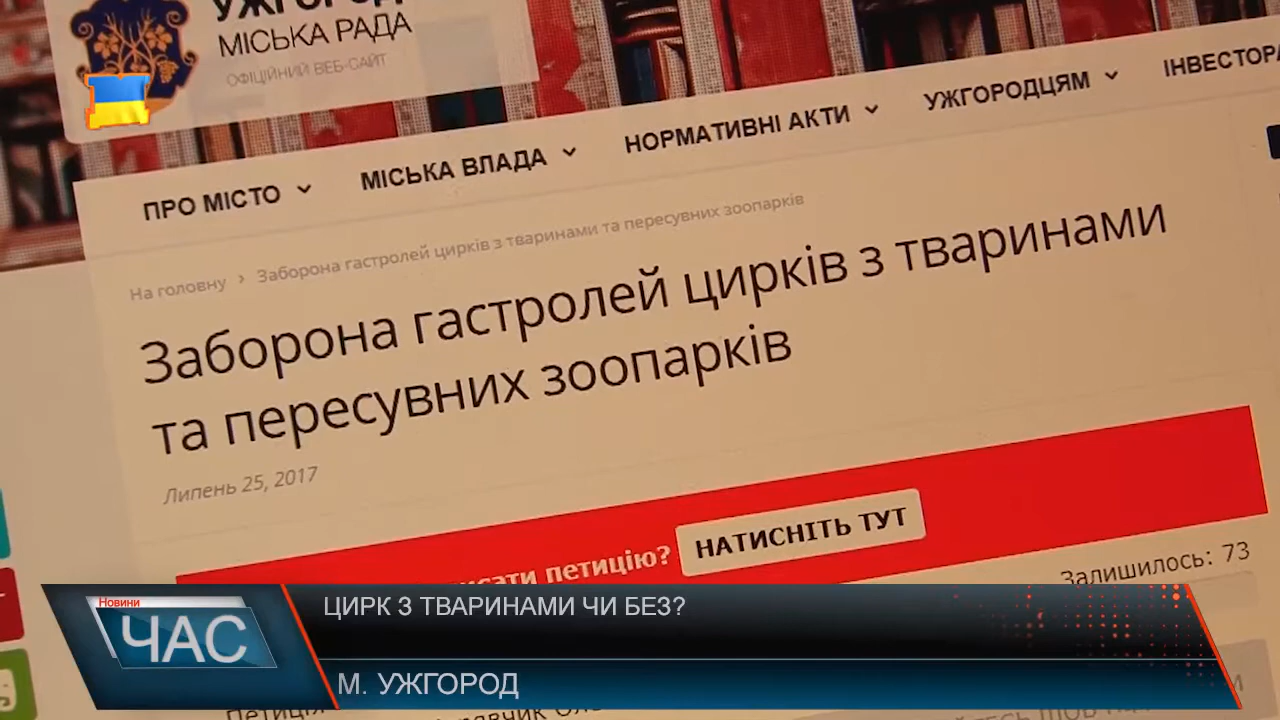 УЖГОРОД
МІСЬКА РАДА
ОФІЦІЙНИЙ ВЕБ-САЙТ
ПРО МІСТО
МІСЬКА ВЛАДА
НОРМАТИВНІ АКТИ
УЖГОРОДЦЯМ
На головну › Заборона гастролей цирків з тваринами та пересувних зоопарків
Заборона гастролей цирків з тваринами
та пересувних зоопарків
Липень 25, 2017
петицію?
НАТИСНІТЬ ТУТ
Залишилось: 73
Новини
ЧАС
ЦИРК З ТВАРИНАМИ ЧИ БЕЗ?
М. УЖГОРОД